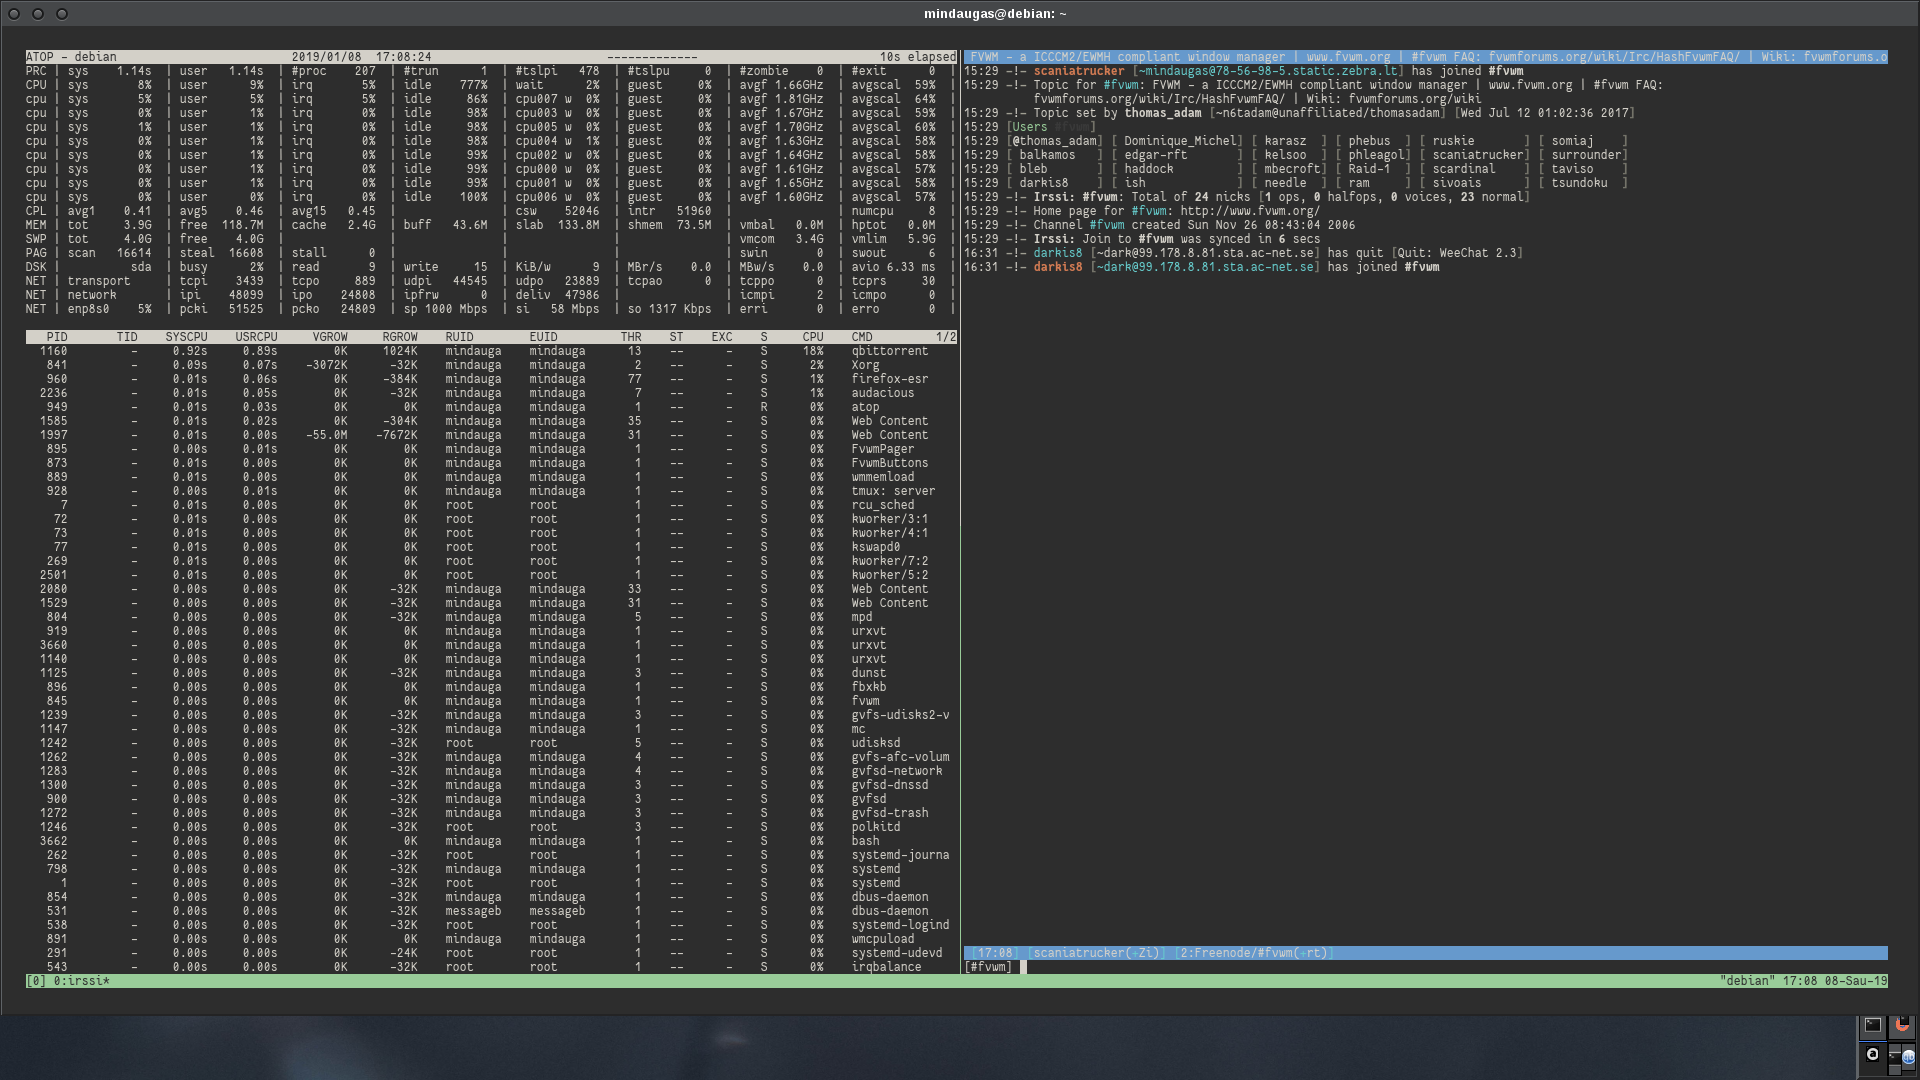 mindaugas@debian: ~
ATOP - debian 2019/01/08 17:08:24 ------------- 10s elapsed
PRC | sys 1.14s | user 1.14s | #proc 207 | #trun 1 | #tslpi 478 | #tslpu 0 | #zombie 0 | #exit 0 |
CPU | sys 8% | user 9% | irq 5% | idle 777% | wait 2% | guest 0% | avgf 1.66GHz | avgscal 59% |
cpu | sys 5% | user 5% | irq 5% | idle 86% | cpu007 w 0% | guest 0% | avgf 1.81GHz | avgscal 64% |
cpu | sys 0% | user 1% | irq 0% | idle 98% | cpu003 w 0% | guest 0% | avgf 1.67GHz | avgscal 59% |
cpu | sys 1% | user 1% | irq 0% | idle 98% | cpu005 w 0% | guest 0% | avgf 1.70GHz | avgscal 60% |
cpu | sys 0% | user 1% | irq 0% | idle 98% | cpu004 w 1% | guest 0% | avgf 1.63GHz | avgscal 58% |
cpu | sys 0% | user 1% | irq 0% | idle 99% | cpu002 w 0% | guest 0% | avgf 1.64GHz | avgscal 58% |
cpu | sys 0% | user 1% | irq 0% | idle 99% | cpu000 w 0% | guest 0% | avgf 1.61GHz | avgscal 57% |
cpu | sys 0% | user 1% | irq 0% | idle 99% | cpu001 w 0% | guest 0% | avgf 1.65GHz | avgscal 58% |
cpu | sys 0% | user 0% | irq 0% | idle 100% | cpu006 w 0% | guest 0% | avgf 1.60GHz | avgscal 57% |
CPL | avg1 0.41 | avg5 0.46 | avg15 0.45 | | csw 52046 | intr 51960 | | numcpu 8 |
MEM | tot 3.9G | free 118.7M | cache 2.4G | buff 43.6M | slab 133.8M | shmem 73.5M | vmbal 0.0M | hptot 0.0M |
SWP | tot 4.0G | free 4.0G | | | | | vmcom 3.4G | vmlim 5.9G |
PAG | scan 16614 | steal 16608 | stall 0 | | | | swin 0 | swout 6 |
DSK | sda | busy 2% | read 9 | write 15 | KiB/w 9 | MBr/s 0.0 | MBw/s 0.0 | avio 6.33 ms |
NET | transport | tcpi 3439 | tcpo 889 | udpi 44545 | udpo 23889 | tcpao 0 | tcppo 0 | tcprs 30 |
NET | network | ipi 48099 | ipo 24808 | ipfrw 0 | deliv 47986 | | icmpi 2 | icmpo 0 |
NET | enp8s0 5% | pcki 51525 | pcko 24809 | sp 1000 Mbps | si 58 Mbps | so 1317 Kbps | erri 0 | erro 0 |
PID TID SYSCPU USRCPU VGROW RGROW RUID EUID THR ST EXC S CPU CMD 1/2
1160 - 0.92s 0.89s 0K 1024K mindauga mindauga 13 -- - S 18% qbittorrent
841 - 0.09s 0.07s -3072K -32K mindauga mindauga 2 -- - S 2% Xorg
960 - 0.01s 0.06s 0K -384K mindauga mindauga 77 -- - S 1% firefox-esr
2236 - 0.01s 0.05s 0K -32K mindauga mindauga 7 -- - S 1% audacious
949 - 0.01s 0.03s 0K 0K mindauga mindauga 1 -- - R 0% atop
1585 - 0.01s 0.02s 0K -304K mindauga mindauga 35 -- - S 0% Web Content
1997 - 0.01s 0.00s -55.0M -7672K mindauga mindauga 31 -- - S 0% Web Content
895 - 0.00s 0.01s 0K 0K mindauga mindauga 1 -- - S 0% FvwmPager
873 - 0.01s 0.00s 0K 0K mindauga mindauga 1 -- - S 0% FvwmButtons
889 - 0.00s 0.01s 0K 0K mindauga mindauga 1 -- - S 0% wmmemload
928 - 0.00s 0.01s 0K 0K mindauga mindauga 1 -- - S 0% tmux: server
7 - 0.01s 0.00s 0K 0K root root 1 -- - S 0% rcu_sched
72 - 0.01s 0.00s 0K 0K root root 1 -- - S 0% kworker/3:1
73 - 0.01s 0.00s 0K 0K root root 1 -- - S 0% kworker/4:1
77 - 0.01s 0.00s 0K 0K root root 1 -- - S 0% kswapd0
269 - 0.01s 0.00s 0K 0K root root 1 -- - S 0% kworker/7:2
2501 - 0.01s 0.00s 0K 0K root root 1 -- - S 0% kworker/5:2
2080 - 0.00s 0.00s 0K -32K mindauga mindauga 33 -- - S 0% Web Content
1529 - 0.00s 0.00s 0K -32K mindauga mindauga 31 -- - S 0% Web Content
804 - 0.00s 0.00s 0K -32K mindauga mindauga 5 -- - S 0% mpd
919 - 0.00s 0.00s 0K 0K mindauga mindauga 1 -- - S 0% urxvt
3660 - 0.00s 0.00s 0K 0K mindauga mindauga 1 -- - S 0% urxvt
1140 - 0.00s 0.00s 0K 0K mindauga mindauga 1 -- - S 0% urxvt
1125 - 0.00s 0.00s 0K -32K mindauga mindauga 3 -- - S 0% dunst
896 - 0.00s 0.00s 0K 0K mindauga mindauga 1 -- - S 0% fbxkb
845 - 0.00s 0.00s 0K 0K mindauga mindauga 1 -- - S 0% fvwm
1239 - 0.00s 0.00s 0K -32K mindauga mindauga 3 -- - S 0% gvfs-udisks2-v
1147 - 0.00s 0.00s 0K -32K mindauga mindauga 1 -- - S 0% mc
1242 - 0.00s 0.00s 0K -32K root root 5 -- - S 0% udisksd
1262 - 0.00s 0.00s 0K -32K mindauga mindauga 4 -- - S 0% gvfs-afc-volum
1283 - 0.00s 0.00s 0K -32K mindauga mindauga 4 -- - S 0% gvfsd-network
1300 - 0.00s 0.00s 0K -32K mindauga mindauga 3 -- - S 0% gvfsd-dnssd
900 - 0.00s 0.00s 0K -32K mindauga mindauga 3 -- - S 0% gvfsd
1272 - 0.00s 0.00s 0K -32K mindauga mindauga 3 -- - S 0% gvfsd-trash
1246 - 0.00s 0.00s 0K -32K root root 3 -- - S 0% polkitd
3662 - 0.00s 0.00s 0K 0K mindauga mindauga 1 -- - S 0% bash
262 - 0.00s 0.00s 0K -32K root root 1 -- - S 0% systemd-journa
798 - 0.00s 0.00s 0K -32K mindauga mindauga 1 -- - S 0% systemd
1 - 0.00s 0.00s 0K -32K root root 1 -- - S 0% systemd
854 - 0.00s 0.00s 0K -32K mindauga mindauga 1 -- - S 0% dbus-daemon
531 - 0.00s 0.00s 0K -32K messageb messageb 1 -- - S 0% dbus-daemon
538 - 0.00s 0.00s 0K -32K root root 1 -- - S 0% systemd-logind
891 - 0.00s 0.00s 0K 0K mindauga mindauga 1 -- - S 0% wmcpuload
291 - 0.00s 0.00s 0K -24K root root 1 -- - S 0% systemd-udevd
543 - 0.00s 0.00s 0K -32K root root 1 -- - S 0% irqbalance
FVWM - a ICCCM2/EWMH compliant window manager | www.fvwm.org | #fvwm FAQ: fvwmforums.org/wiki/Irc/HashFvwmFAQ/ | Wiki: fvwmforums.o
15:29 -!- scaniatrucker [~mindaugas@78-56-98-5.static.zebra.lt] has joined #fvwm
15:29 -!- Topic for #fvwm: FVWM - a ICCCM2/EWMH compliant window manager | www.fvwm.org | #fvwm FAQ:
fvwmforums.org/wiki/Irc/HashFvwmFAQ/ | Wiki: fvwmforums.org/wiki
15:29 -!- Topic set by thomas_adam [~n6tadam@unaffiliated/thomasadam] [Wed Jul 12 01:02:36 2017]
15:29 [Users #fvwm]
15:29 [@thomas_adam] [ Dominique_Michel] [ karasz ] [ phebus ] [ ruskie ] [ somiaj ]
15:29 [ balkamos ] [ edgar-rft ] [ kelsoo ] [ phleagol] [ scaniatrucker] [ surrounder]
15:29 [ bleb ] [ haddock ] [ mbecroft] [ Raid-1 ] [ scardinal ] [ taviso ]
15:29 [ darkis8 ] [ ish ] [ needle ] [ ram ] [ sivoais ] [ tsundoku ]
15:29 -!- Irssi: #fvwm: Total of 24 nicks [1 ops, 0 halfops, 0 voices, 23 normal]
15:29 -!- Home page for #fvwm: http://www.fvwm.org/
15:29 -!- Channel #fvwm created Sun Nov 26 08:43:04 2006
15:29 -!- Irssi: Join to #fvwm was synced in 6 secs
16:31 -!- darkis8 [~dark@99.178.8.81.sta.ac-net.se] has quit [Quit: WeeChat 2.3]
16:31 -!- darkis8 [~dark@99.178.8.81.sta.ac-net.se] has joined #fvwm
[17:08] [scaniatrucker(+Zi)] [2:Freenode/#fvwm(+rt)]
[#fvwm]
[0] 0:irssi* "debian" 17:08 08-Sau-19